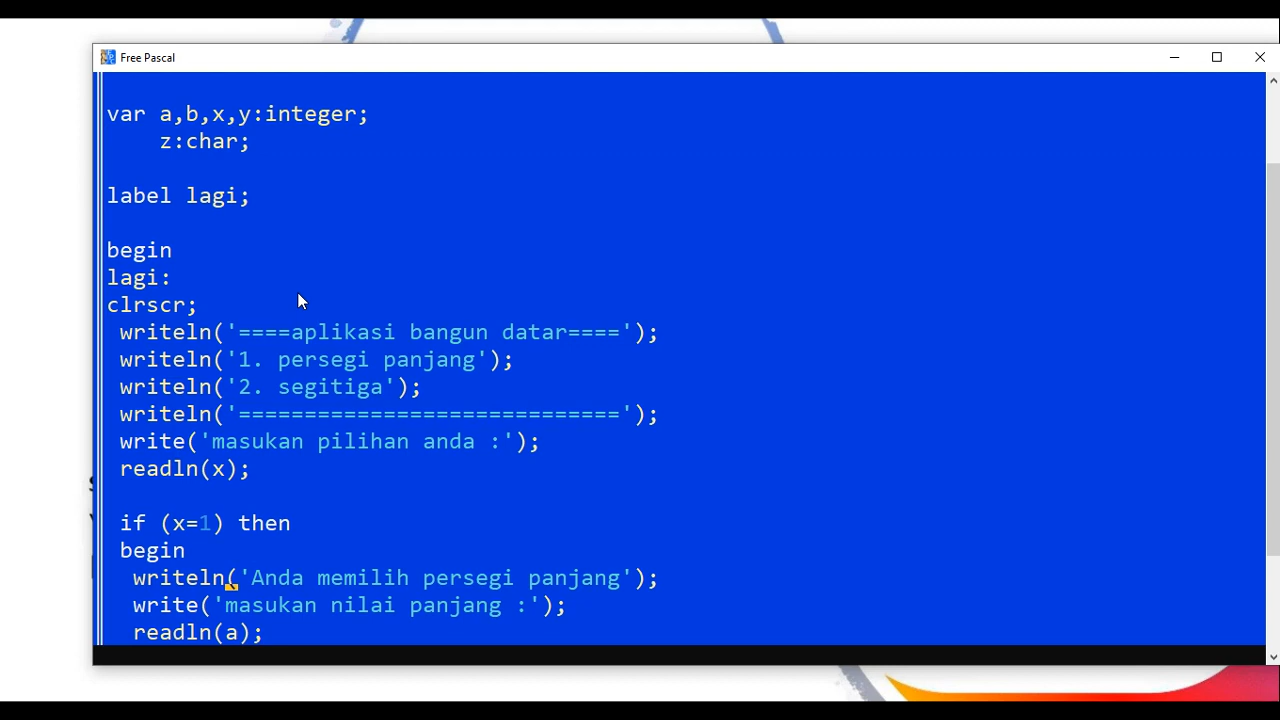 Free Pascal
var a,b,x,y:integer;
z:char;
label lagi;
begin
lagi:
clrscr;
writeln('====aplikasi bangun datar====');
writeln('1. persegi panjang');
writeln('2. segitiga');
writeln('=============================');
write('masukan pilihan anda :');
readln(x);
if (x=1) then
begin
writeln('Anda memilih persegi panjang');
write('masukan nilai panjang :');
readln(a);